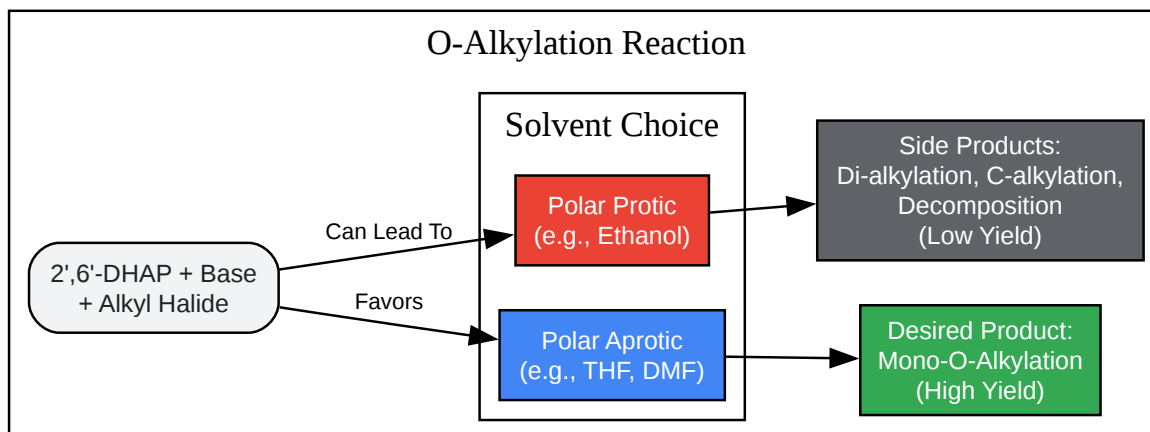 O-Alkylation Reaction
Solvent Choice
2',6'-DHAP + Base
+ Alkyl Halide
Can Lead To
Favors
Polar Protic
(e.g., Ethanol)
Polar Aprotic
(e.g., THF, DMF)
Side Products:
Di-alkylation, C-alkylation,
Decomposition
(Low Yield)
Desired Product:
Mono-O-Alkylation
(High Yield)